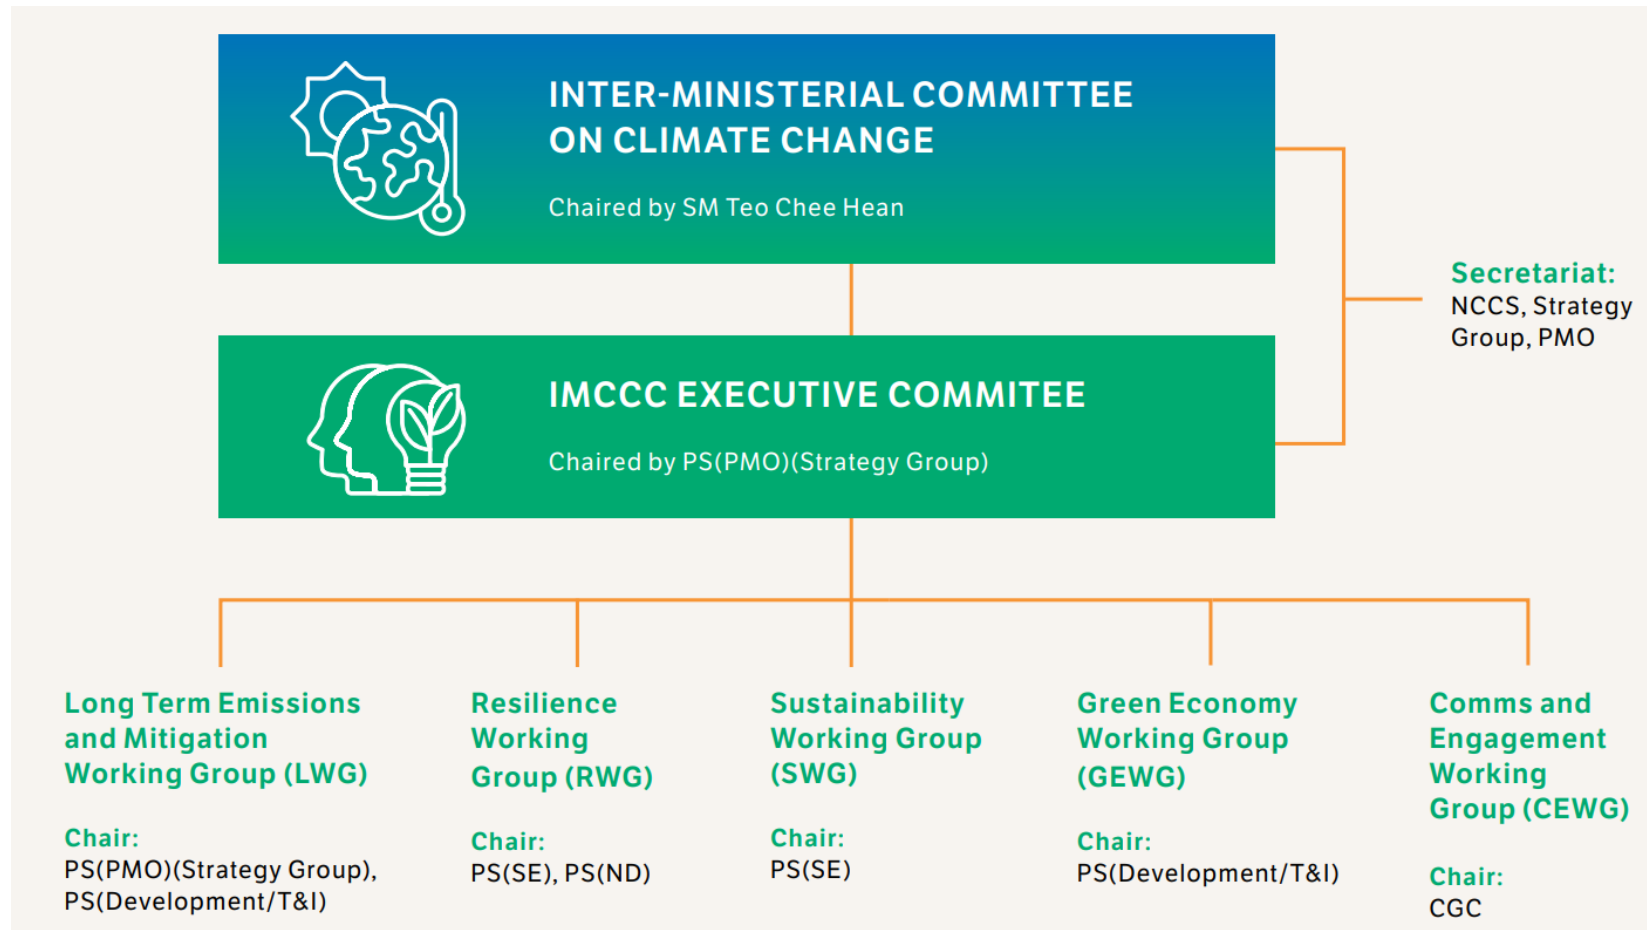 INTER-MINISTERIAL COMMITTEE
ON CLIMATE CHANGE
Chaired by SM Teo Chee Hean
Secretariat:
NCCS, Strategy
Group, PMO
IMCCC EXECUTIVE COMMITEE
Chaired by PS(PMO)(Strategy Group)
Long Term Emissions
and Mitigation
Working Group (LWG)
Chair:
PS(PMO)(Strategy Group),
PS(Development/T&I)
Resilience
Working
Group (RWG)
Chair:
PS(SE), PS(ND)
Sustainability
Working Group
(SWG)
Chair:
PS(SE)
Green Economy
Working Group
(GEWG)
Chair:
PS(Development/T&I)
Comms and
Engagement
Working
Group (CEWG)
Chair:
CGC